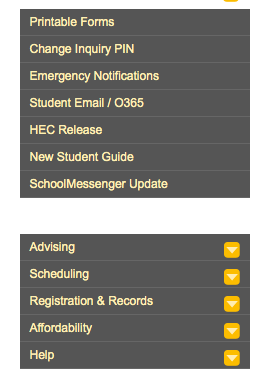 Printable Forms
Change Inquiry PIN
Emergency Notifications
Student Email / O365
HEC Release
New Student Guide
SchoolMessenger Update
Advising
Scheduling
Registration & Records
Affordability
Help